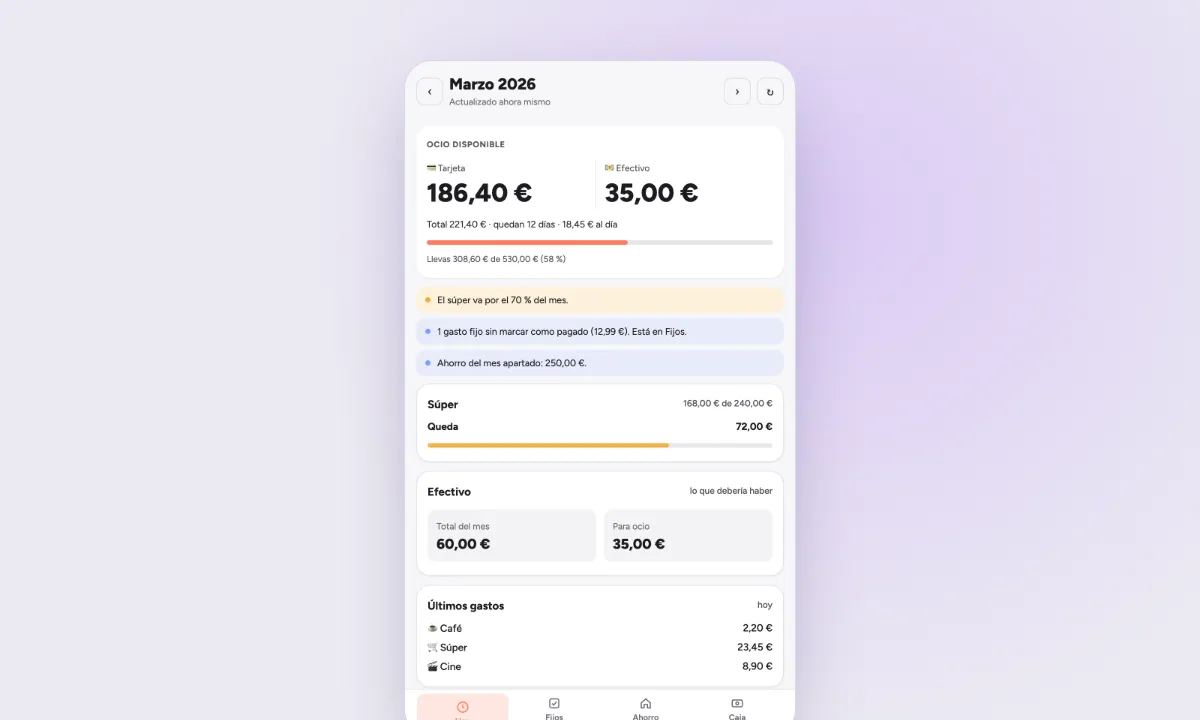 Marzo 2026
Actualizado ahora mismo
OCIO DISPONIBLE
Tarjeta
186,40 €
Efectivo
35,00 €
Total 221,40 € · quedan 12 días · 18,45 € al día
Llevas 308,60 € de 530,00 € (58 %)
El súper va por el 70 % del mes.
1 gasto fijo sin marcar como pagado (12,99 €). Está en Fijos.
Ahorro del mes apartado: 250,00 €.
Súper 168,00 € de 240,00 €
Queda 72,00 €
Efectivo lo que debería haber
Total del mes
60,00 €
Para ocio
35,00 €
Últimos gastos hoy
Café 2,20 €
Súper 23,45 €
Cine 8,90 €
Fijos Ahorro Caja